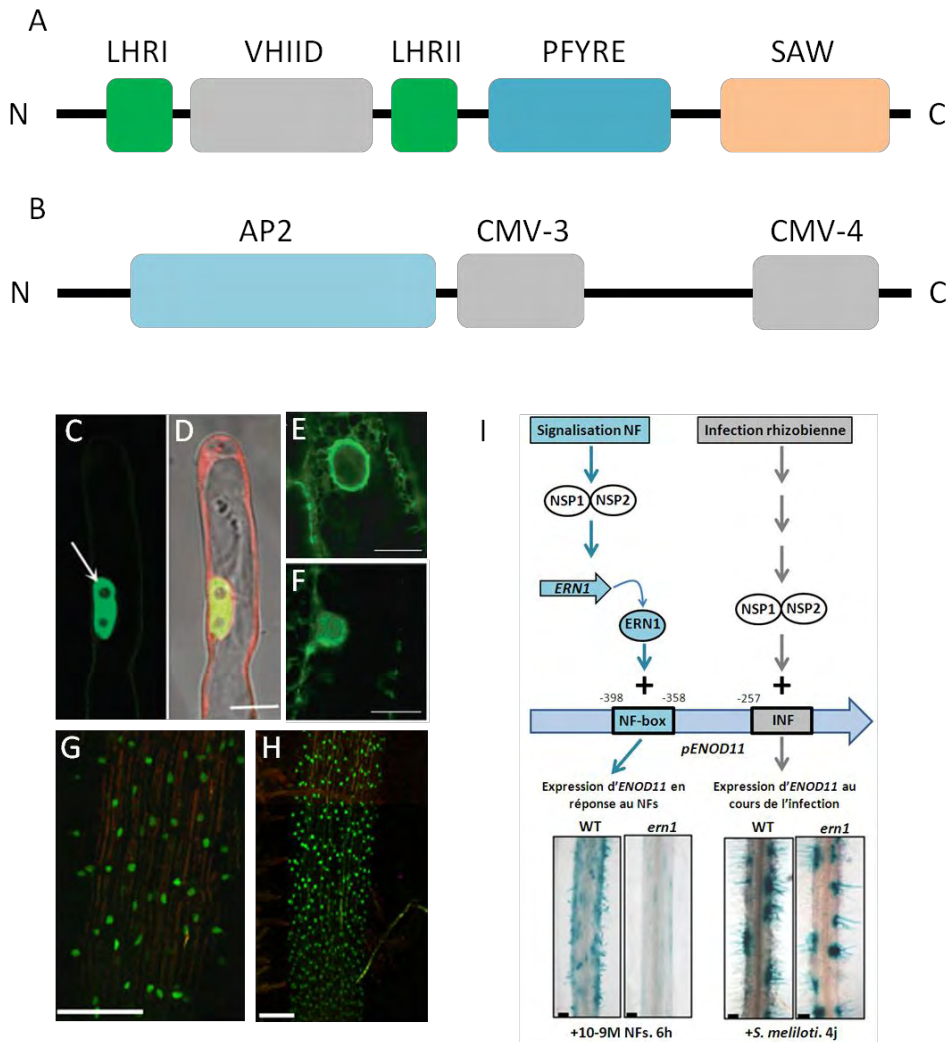 A
LHRI VHIID LHRII PFYRE SAW
N C
B
AP2 CMV-3 CMV-4
N C
C D E
F
G H
I
Signalisation NF Infection rhizobienne
NSP1 NSP2
ERN1
NSP1 NSP2
ERN1
+ +
-398 -358 -257
NF-box INF
pENOD11
Expression d'ENOD11 en
réponse au NFs
Expression d'ENOD11 au
cours de l'infection
WT ern1 WT ern1
+10-9M NFs. 6h +S. meliloti. 4j